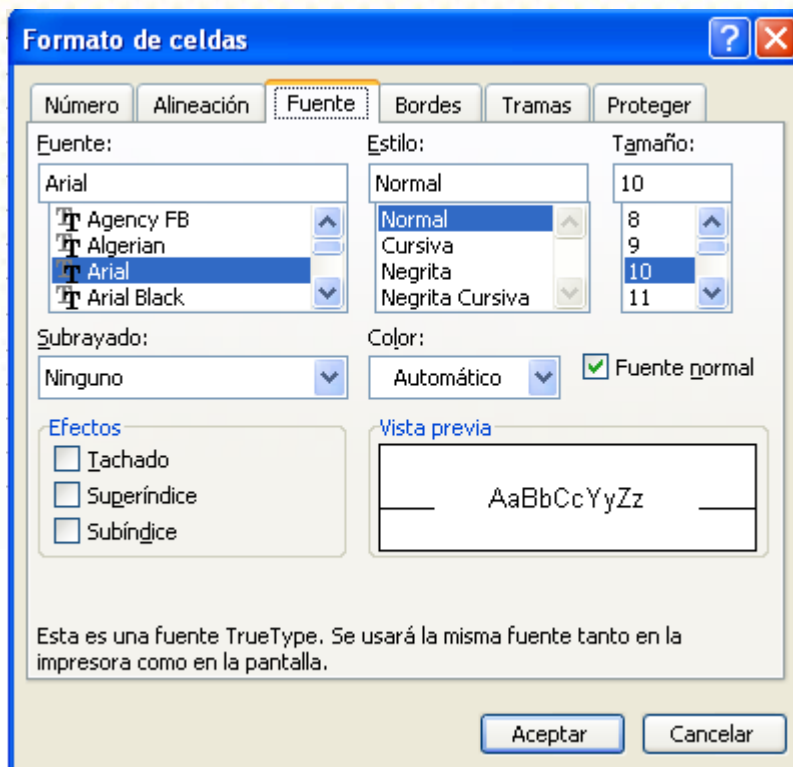 Formato de celdas
Número Alineación Fuente Bordes Tramas Proteger
Fuente: Estilo: Tamaño:
Arial Normal 10
Agency FB Normal 8
Algerian Cursiva 9
Arial Negrita 10
Arial Black Negrita Cursiva 11
Subrayado: Color:
Ninguno Automático Fuente normal
Efectos Vista previa
Tachado
Superíndice AaBbCcYyZz
Subíndice
Esta es una fuente TrueType. Se usará la misma fuente tanto en la
impresora como en la pantalla.
Aceptar Cancelar